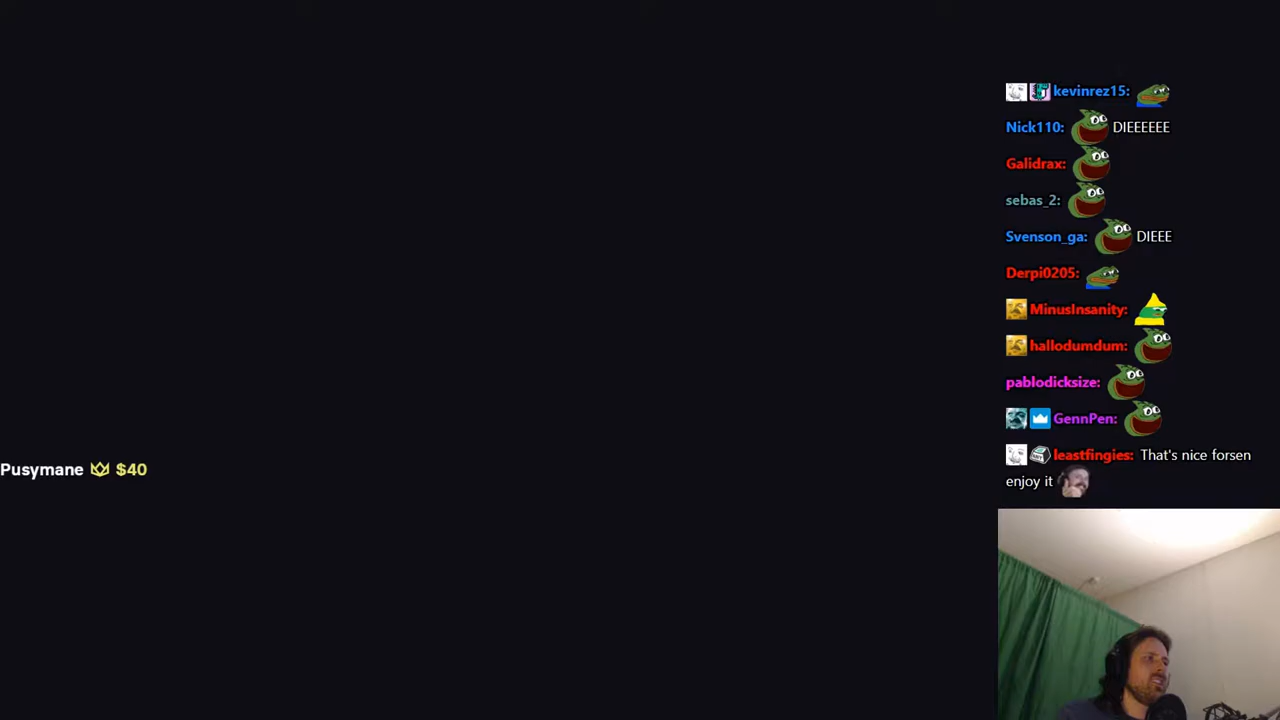 kevinrez15:
Nick110: DIEEEEEE
Galidrax:
sebas_2:
Svenson_ga: DIEEE
Derpi0205:
MinusInsanity:
hallodumdum:
pablodicksize:
GennPen:
leastfingies: That's nice forsen
enjoy it
Pusymane $40